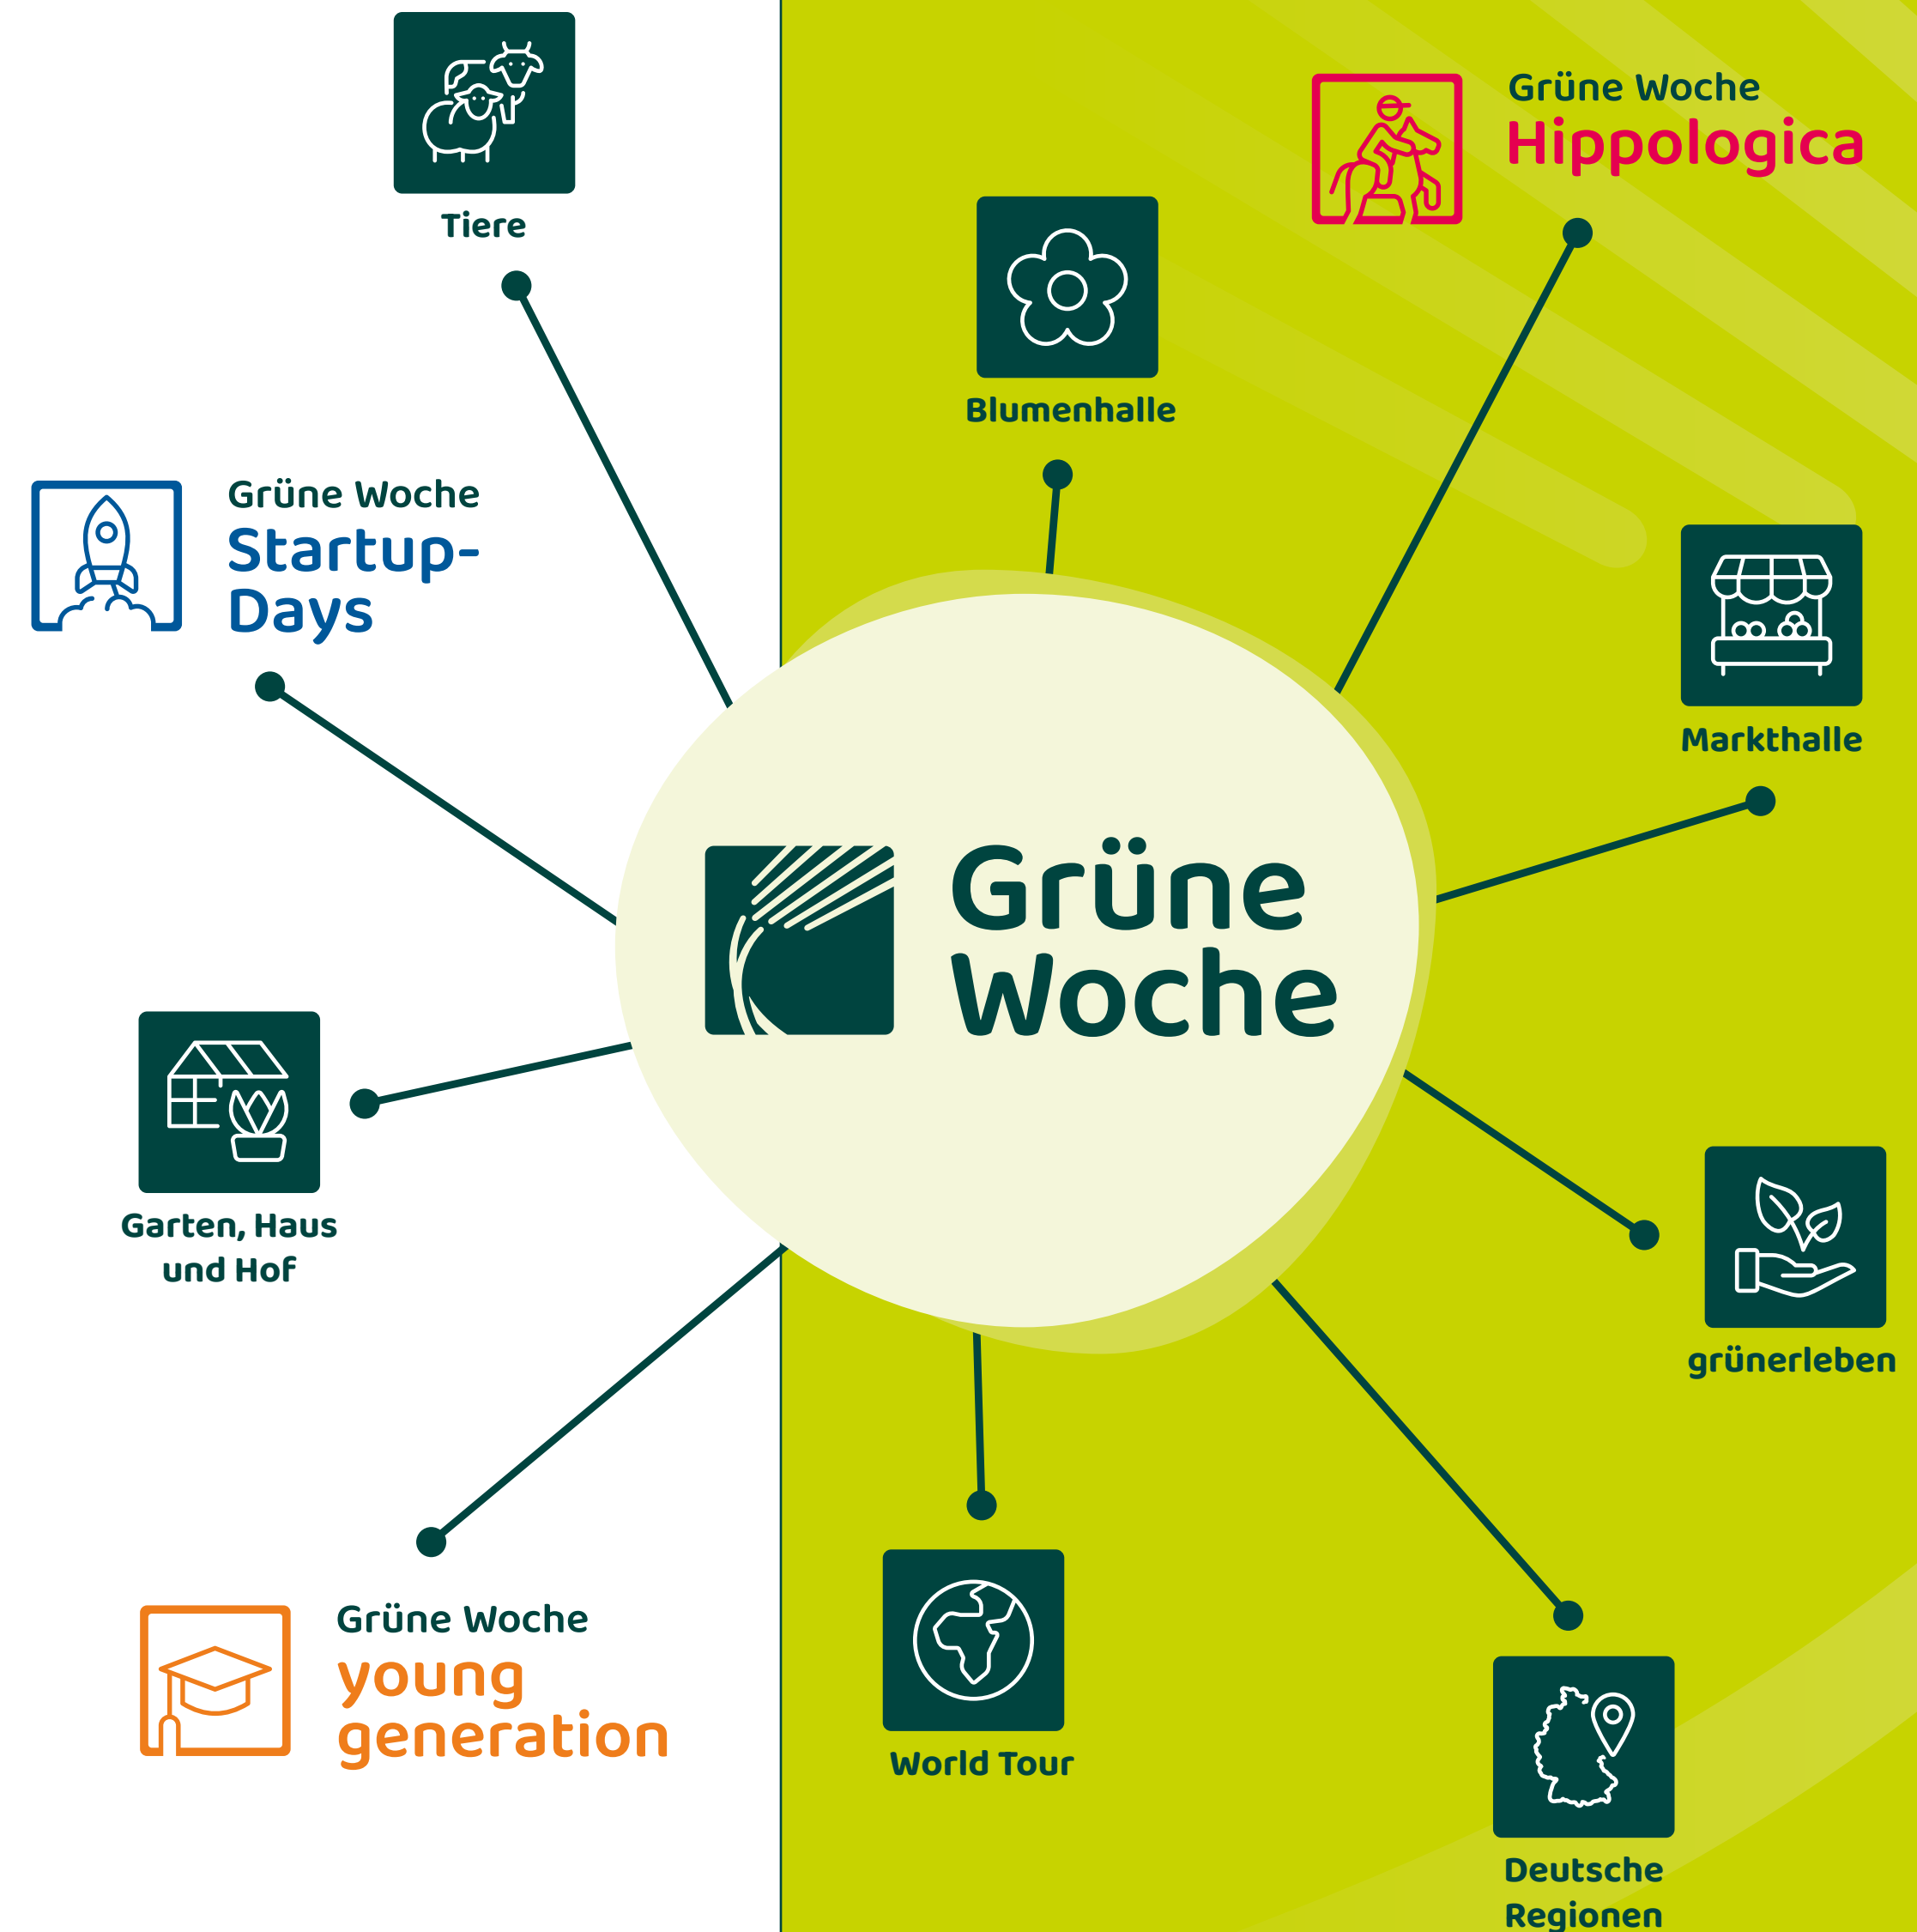 Tiere
Grüne Woche
Hippologica
Blumenhalle
Grüne Woche
Startup-
Days
Markthalle
Grüne
Woche
Garten, Haus
und Hof
grünerleben
Grüne Woche
young
generation
World Tour
Deutsche
Regionen